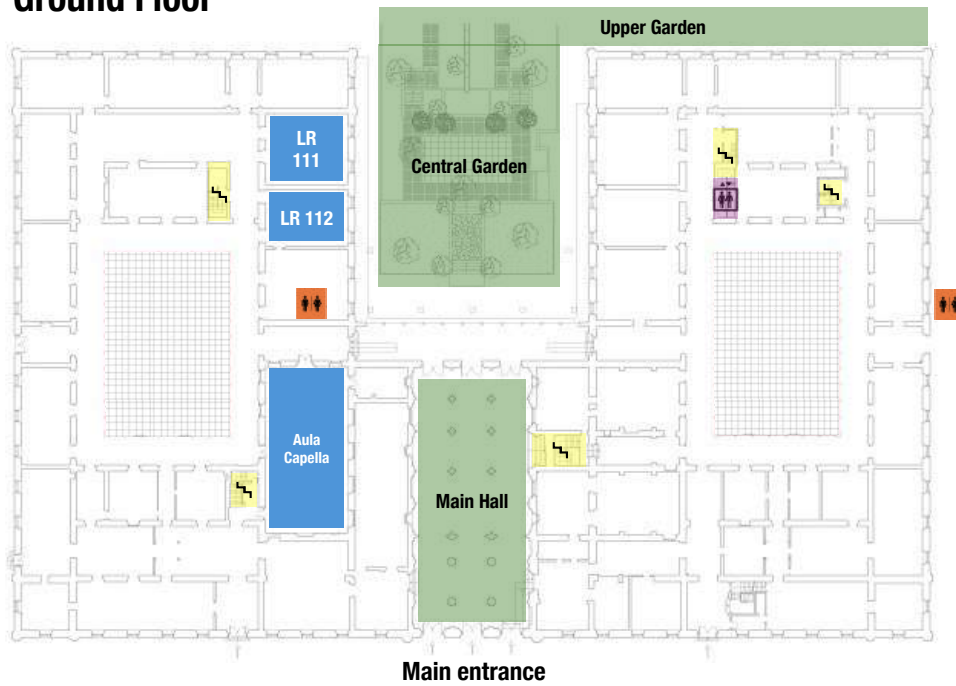 Ground Floor
Upper Garden
LR
111
Central Garden
LR 112
Aula
Capella
Main Hall
Main entrance